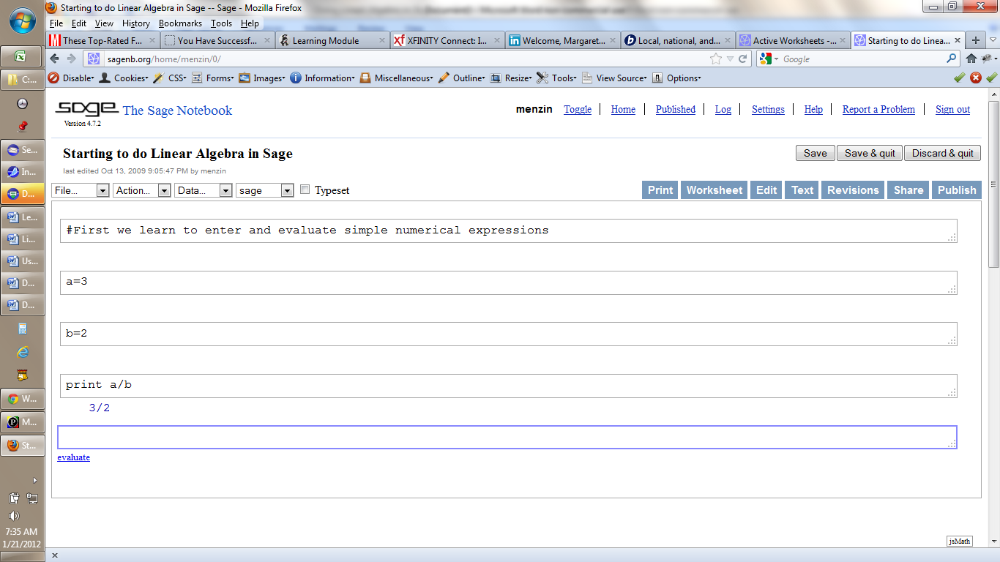 Starting to do Linear Algebra in Sage -- Sage - Mozilla Firefox
File Edit View History Bookmarks Tools Help
These Top-Rated F... You Have Successf... Learning Module XFINITY Connect: I... Welcome, Margaret... Local, national, and... Active Worksheets -... Starting to do Linea...
sagenb.org/home/menzin/0/ Google
Disable Cookies CSS Forms Images Information Miscellaneous Outline Resize Tools View Source Options
sage The Sage Notebook
Version 4.7.2
menzin Toggle Home Published Log Settings Help Report a Problem Sign out
Starting to do Linear Algebra in Sage
Save Save & quit Discard & quit
last edited Oct 13, 2009 9:05:47 PM by menzin
File... Action... Data... sage Typeset
Print Worksheet Edit Text Revisions Share Publish
#First we learn to enter and evaluate simple numerical expressions
a=3
b=2
print a/b
3/2
evaluate
jsMath
C:...
Se...
In...
D...
Le...
Li...
Us...
D...
D...
W...
M...
St...
7:35 AM
1/21/2012